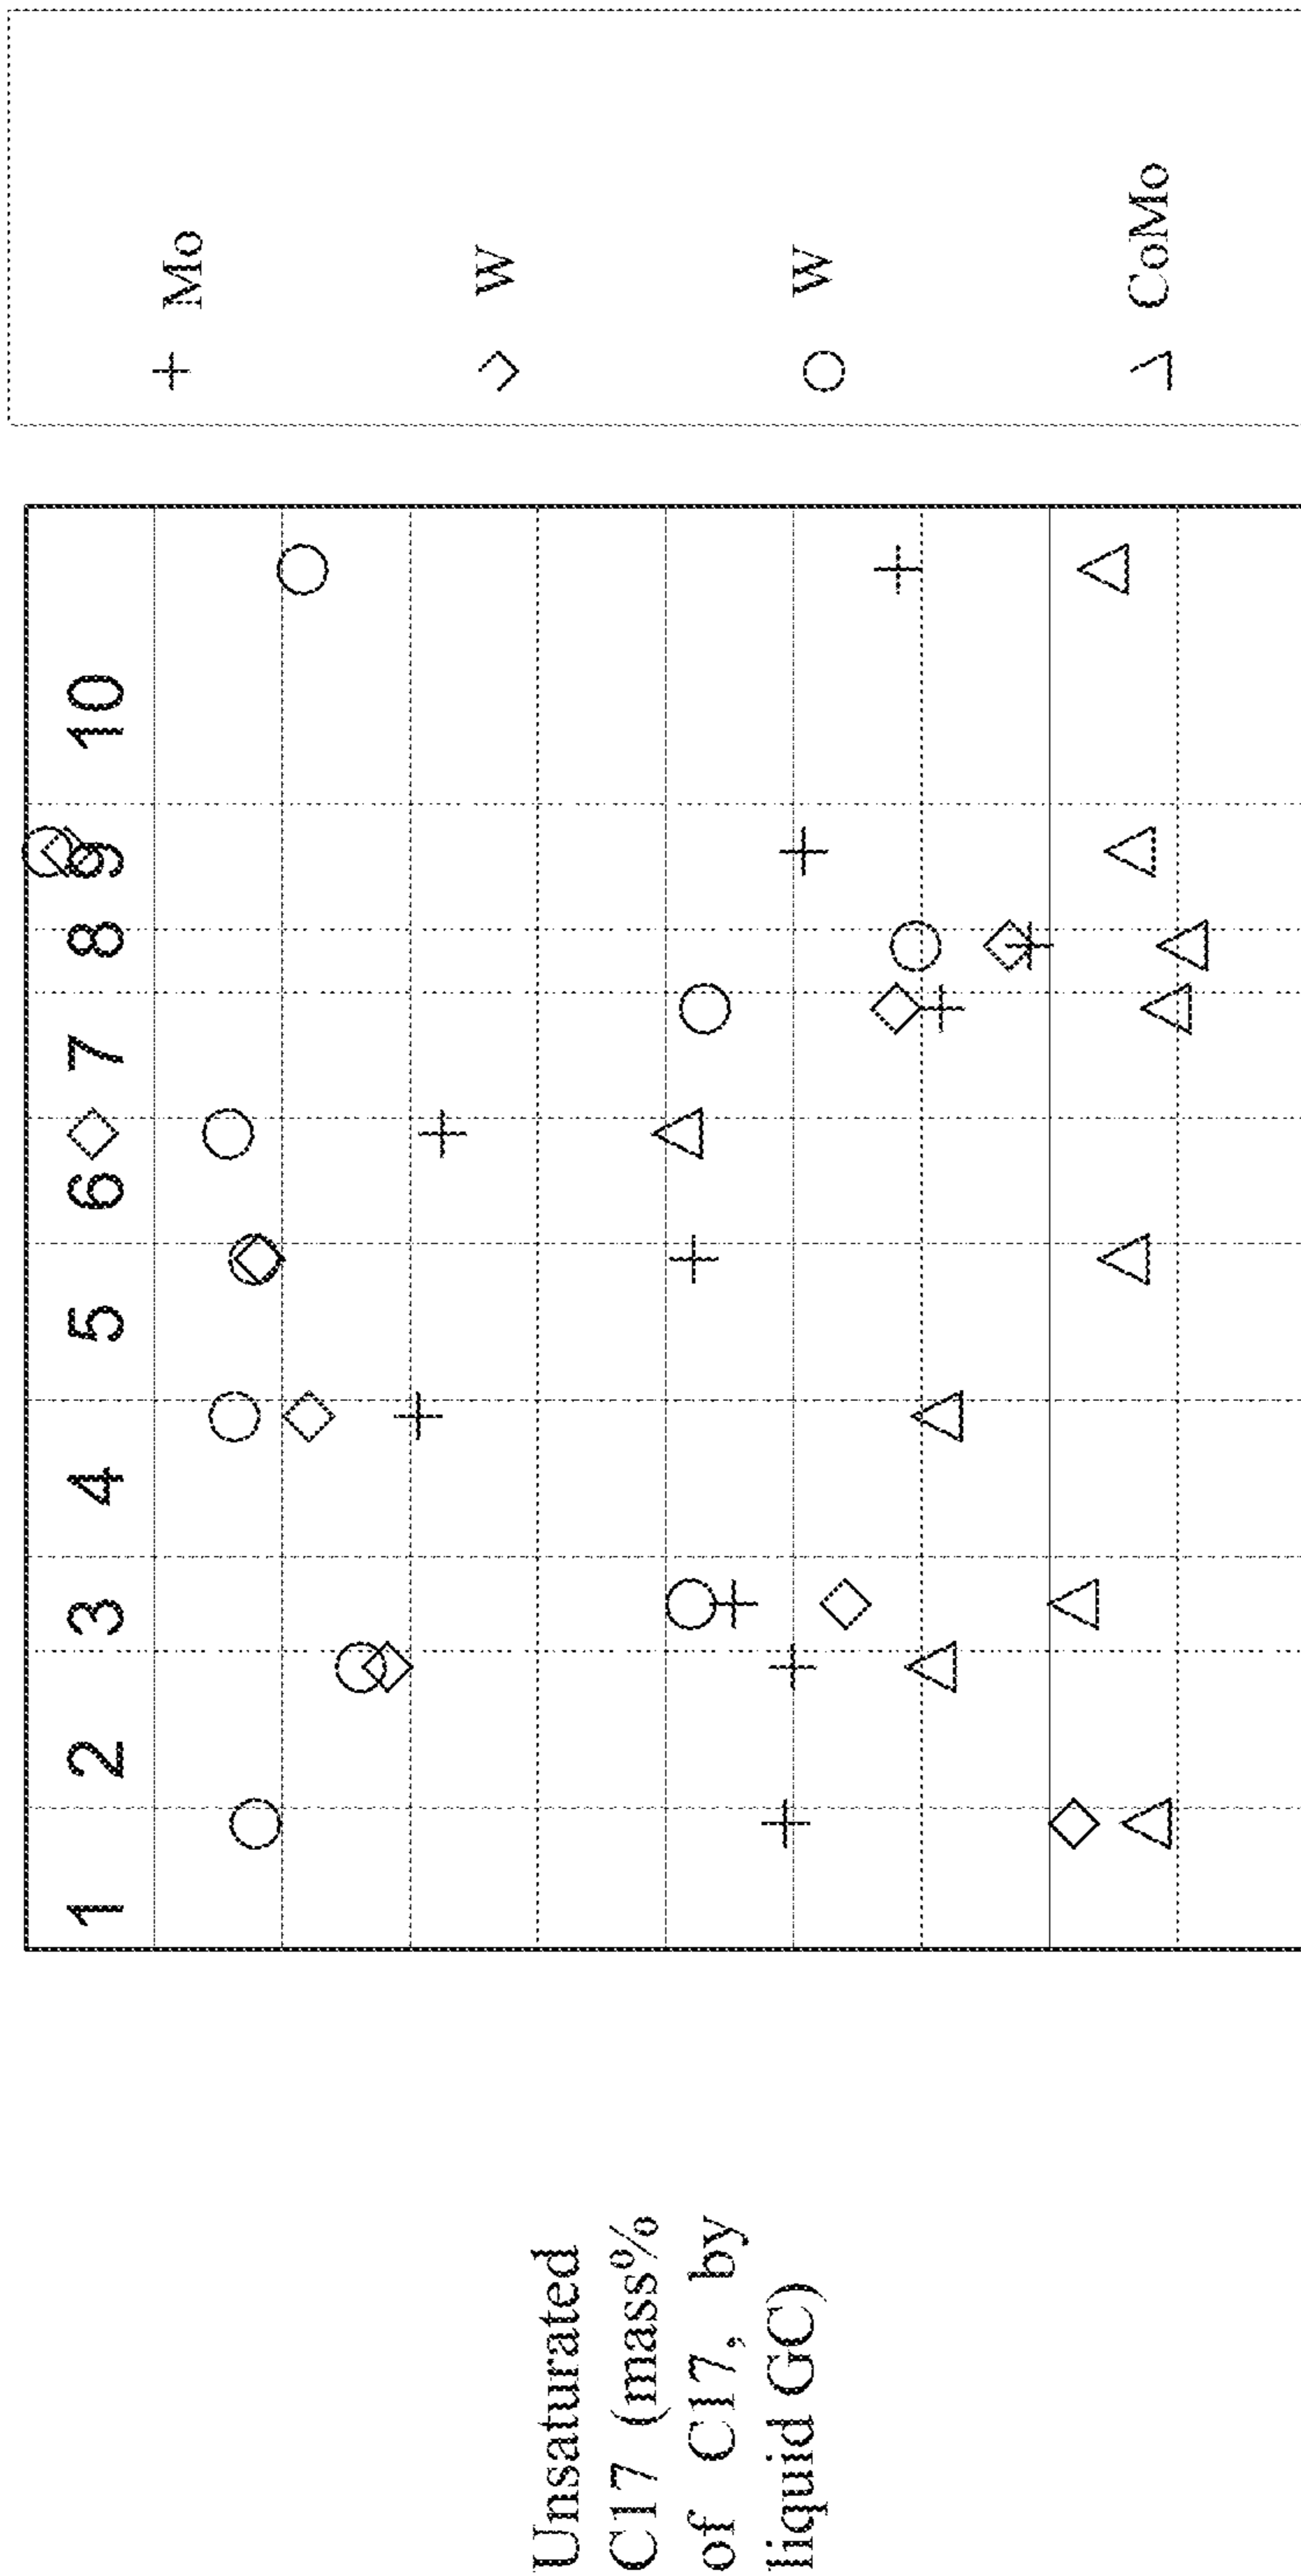 Unsaturated
C17 (mass%
of C17, by
liquid GC)
1 2 3 4 5 6 7 8 9 10
Mo
W
W
CoMo